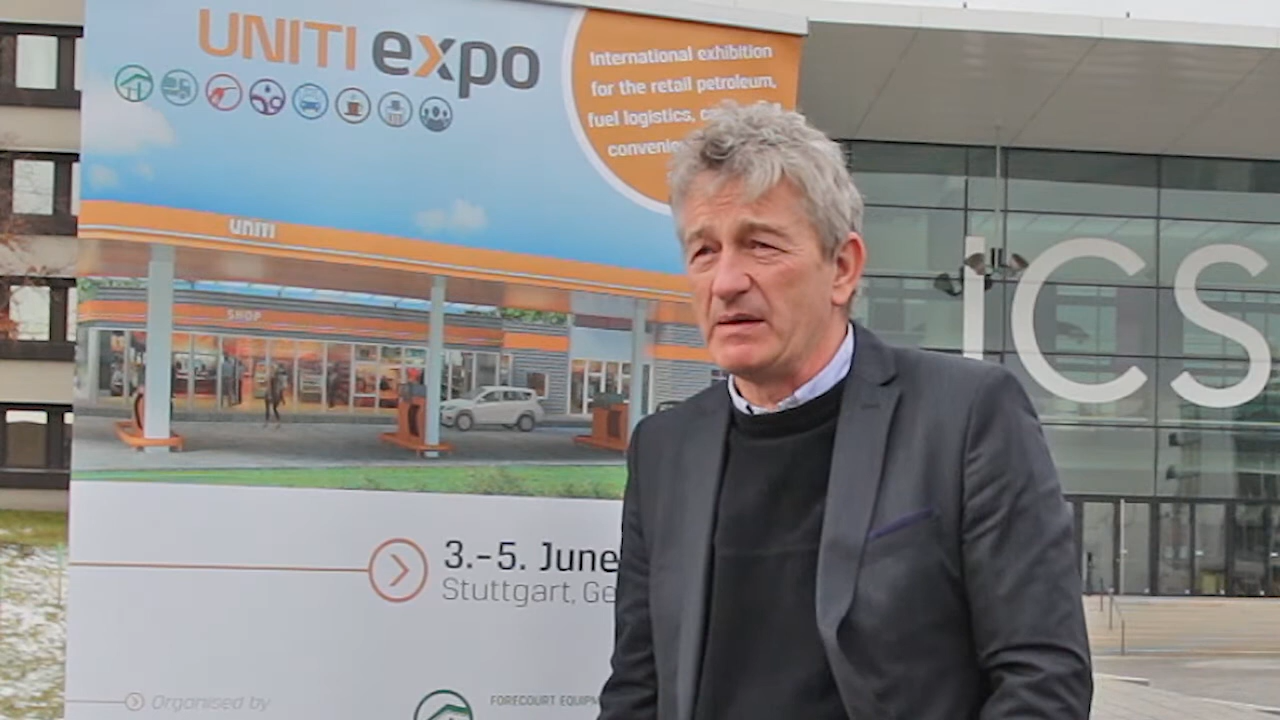 UNITI expo
International exhibition
for the retail petroleum,
fuel logistics,
UNITI
SHOP
ICS
3.-5. June
Stuttgart,
Organised by
FORECOURT